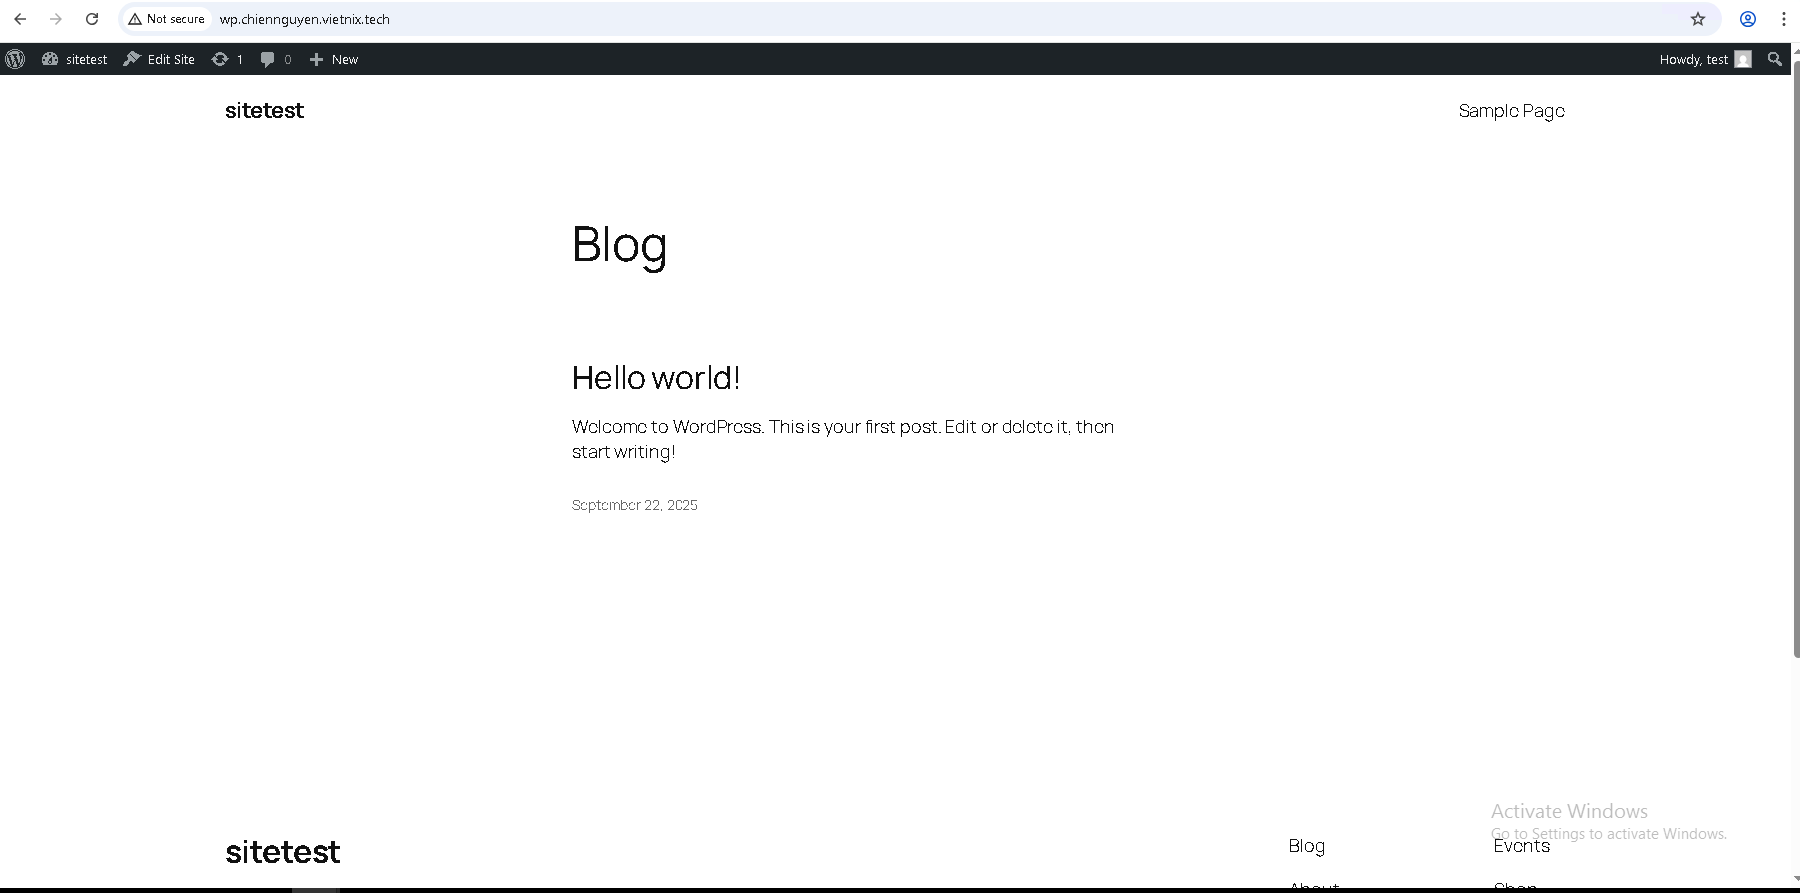 Not secure wp.chiennguyen.vietnix.tech
sitetest Edit Site 1 0 New Howdy, test
sitetest Sample Page
Blog
Hello world!
Welcome to WordPress. This is your first post. Edit or delete it, then
start writing!
September 22, 2025
Activate Windows
Go to Settings to activate Windows.
sitetest Blog Events
About Shop